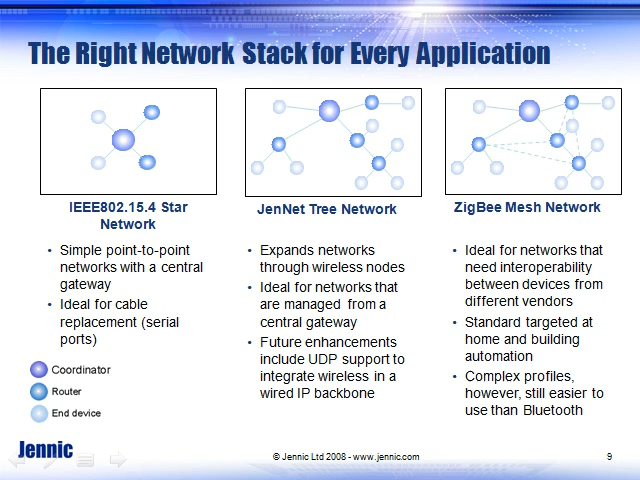 The Right Network Stack for Every Application
IEEE802.15.4 Star
Network
• Simple point-to-point
networks with a central
gateway
• Ideal for cable
replacement (serial
ports)
JenNet Tree Network
• Expands networks
through wireless nodes
• Ideal for networks that
are managed from a
central gateway
• Future enhancements
include UDP support to
integrate wireless in a
wired IP backbone
ZigBee Mesh Network
• Ideal for networks that
need interoperability
between devices from
different vendors
• Standard targeted at
home and building
automation
• Complex profiles,
however, still easier to
use than Bluetooth
Coordinator
Router
End device
Jennic
© Jennic Ltd 2008 - www.jennic.com
9